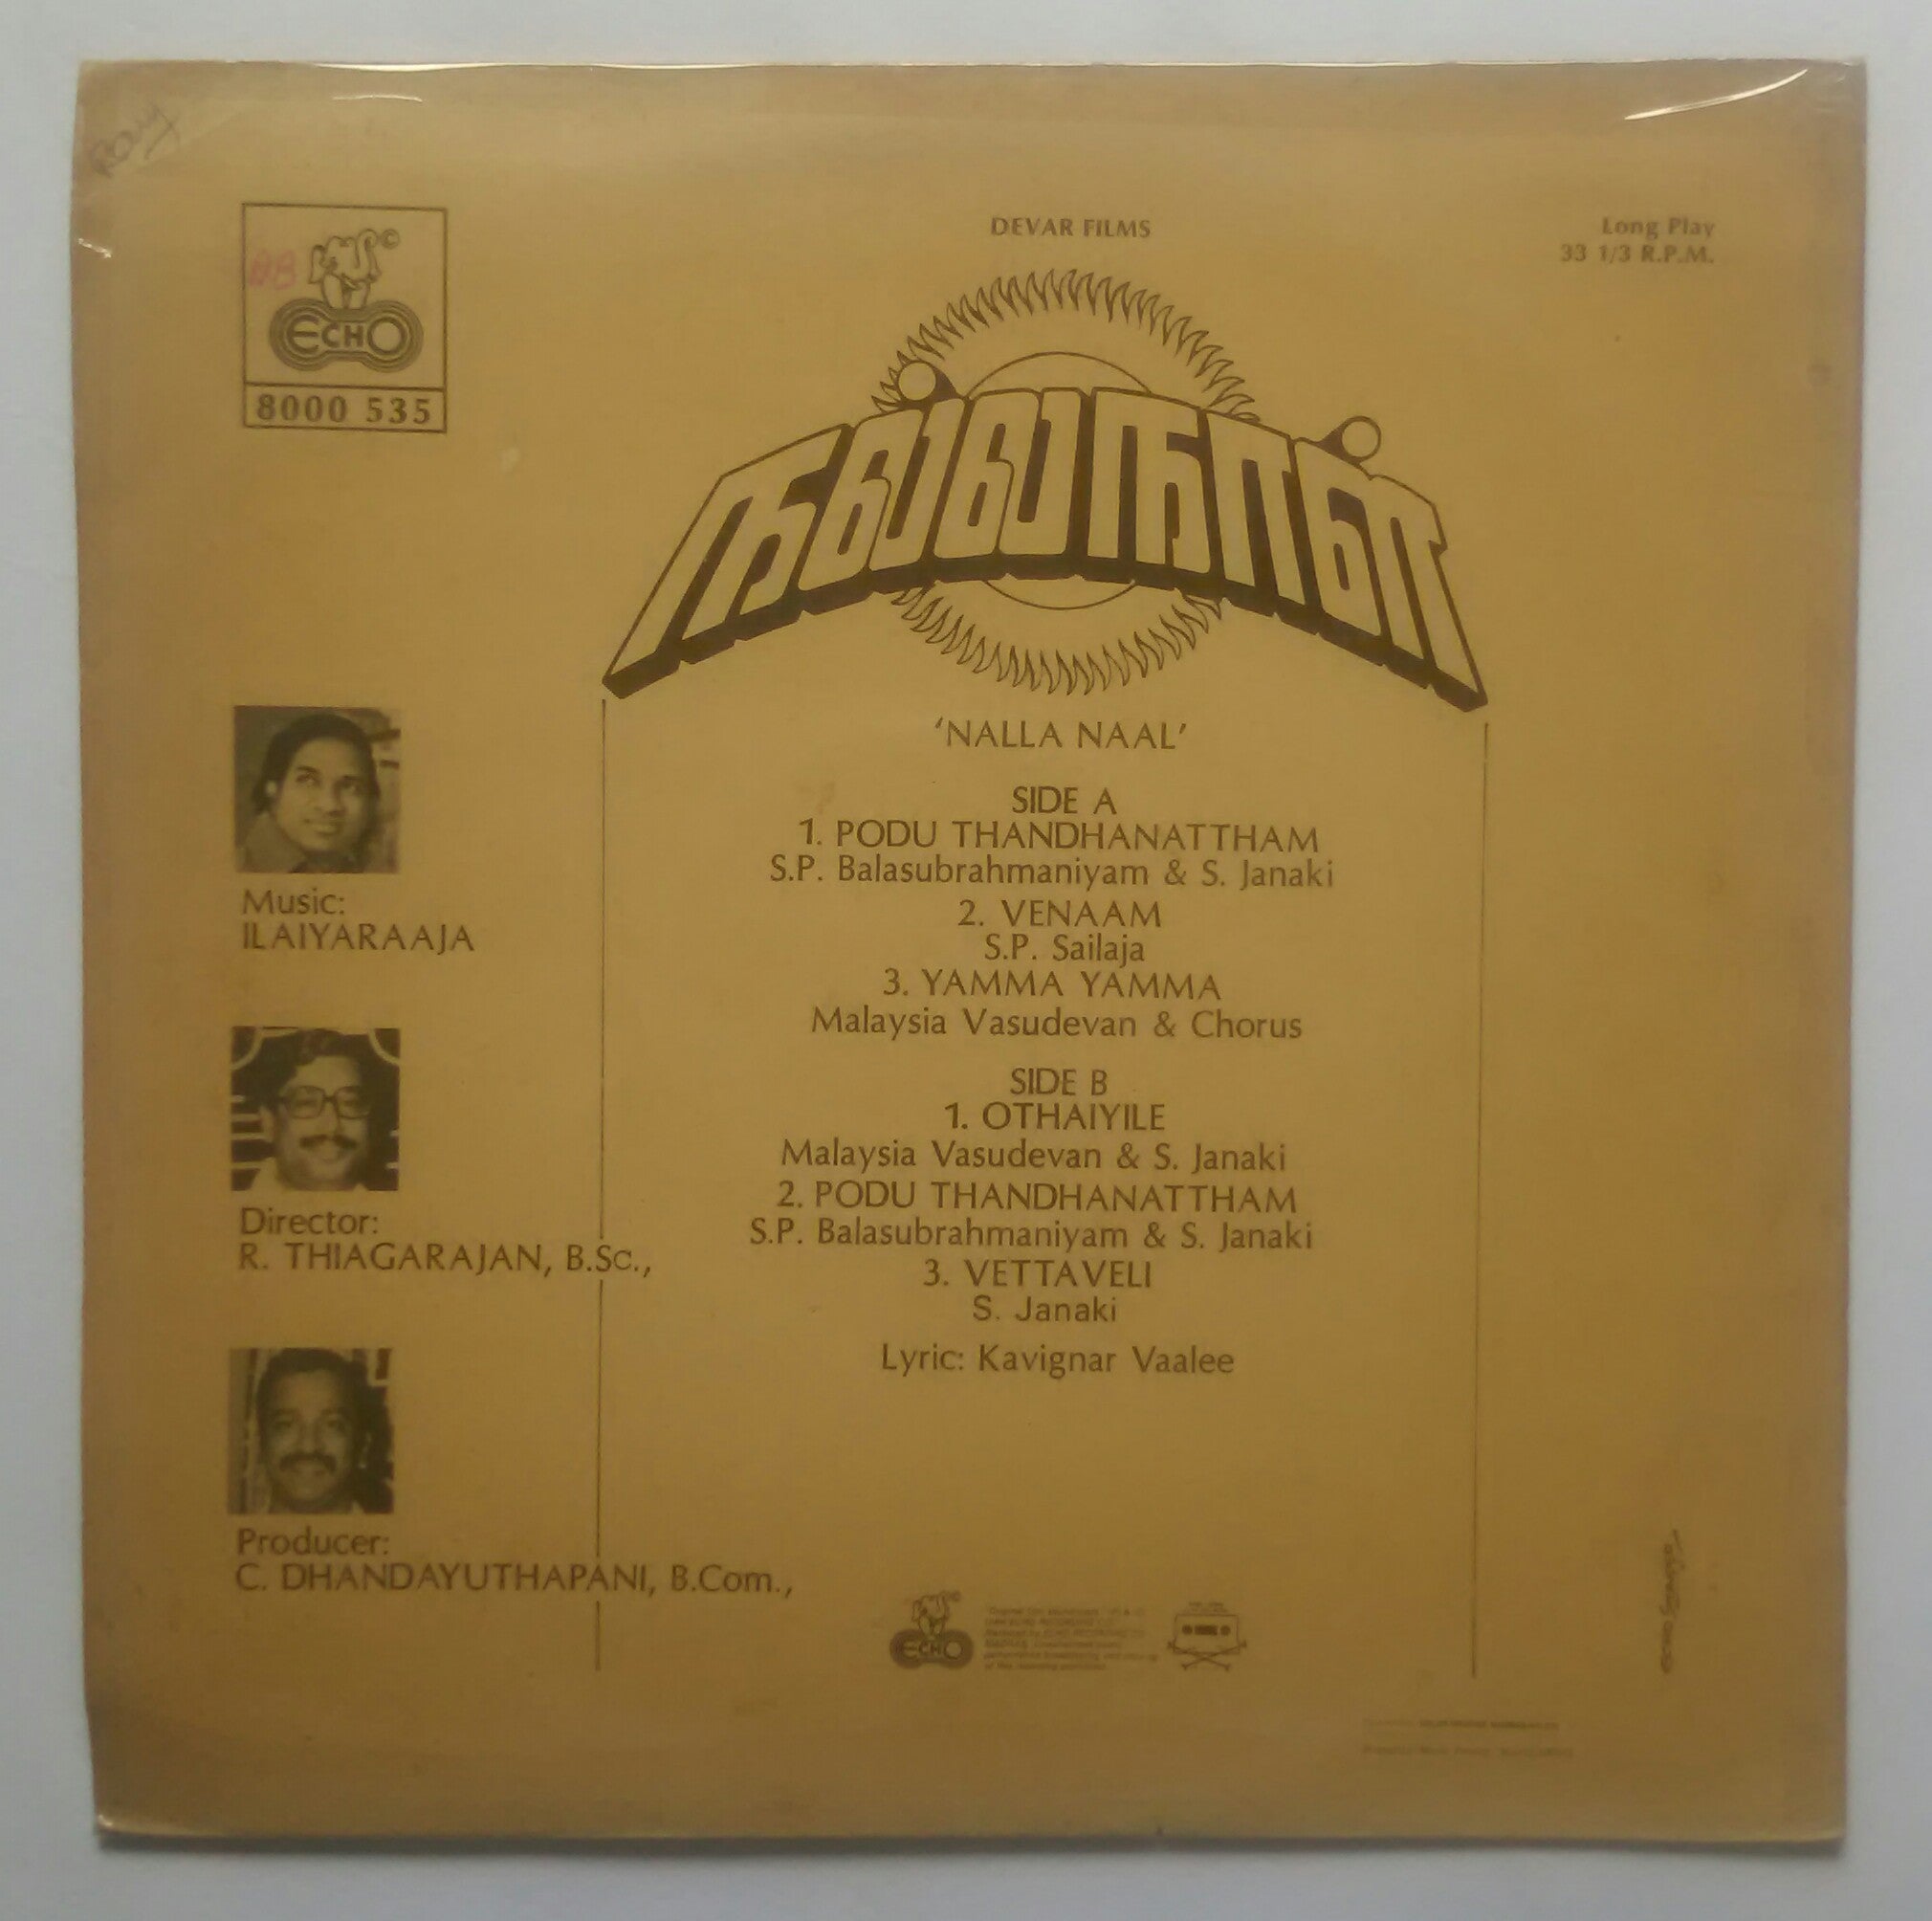 Ray
DEVAR FILMS
Long Play
33 1/3 R.P.M.
©
ECHO
8000 535
நல்லநாள்
'NALLA NAAL'
SIDE A
1. PODU THANDHANATTHAM
S.P. Balasubrahmaniyam & S. Janaki
2. VENAAM
S.P. Sailaja
3. YAMMA YAMMA
Malaysia Vasudevan & Chorus
SIDE B
1. OTHAIYILE
Malaysia Vasudevan & S. Janaki
2. PODU THANDHANATTHAM
S.P. Balasubrahmaniyam & S. Janaki
3. VETTAVELI
S. Janaki
Lyric: Kavignar Vaalee
Music:
ILAIYARAAJA
Director:
R. THIAGARAJAN, B.Sc.,
Producer:
C. DHANDAYUTHAPANI, B.Com.,
ECHO